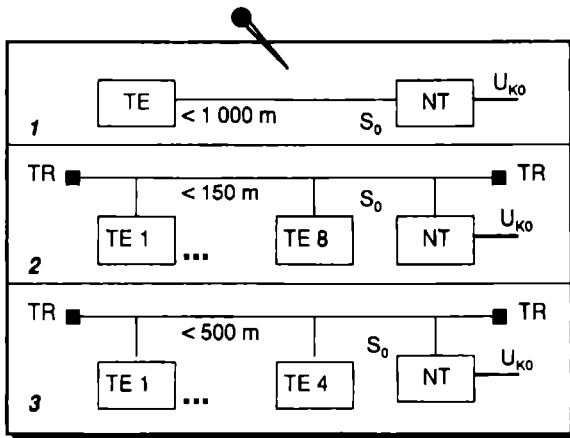 TE NT U_K0
< 1 000 m S_0
1
TR TR
< 150 m S_0
TE 1 ... TE 8 NT U_K0
2
TR TR
< 500 m S_0
TE 1 ... TE 4 NT U_K0
3